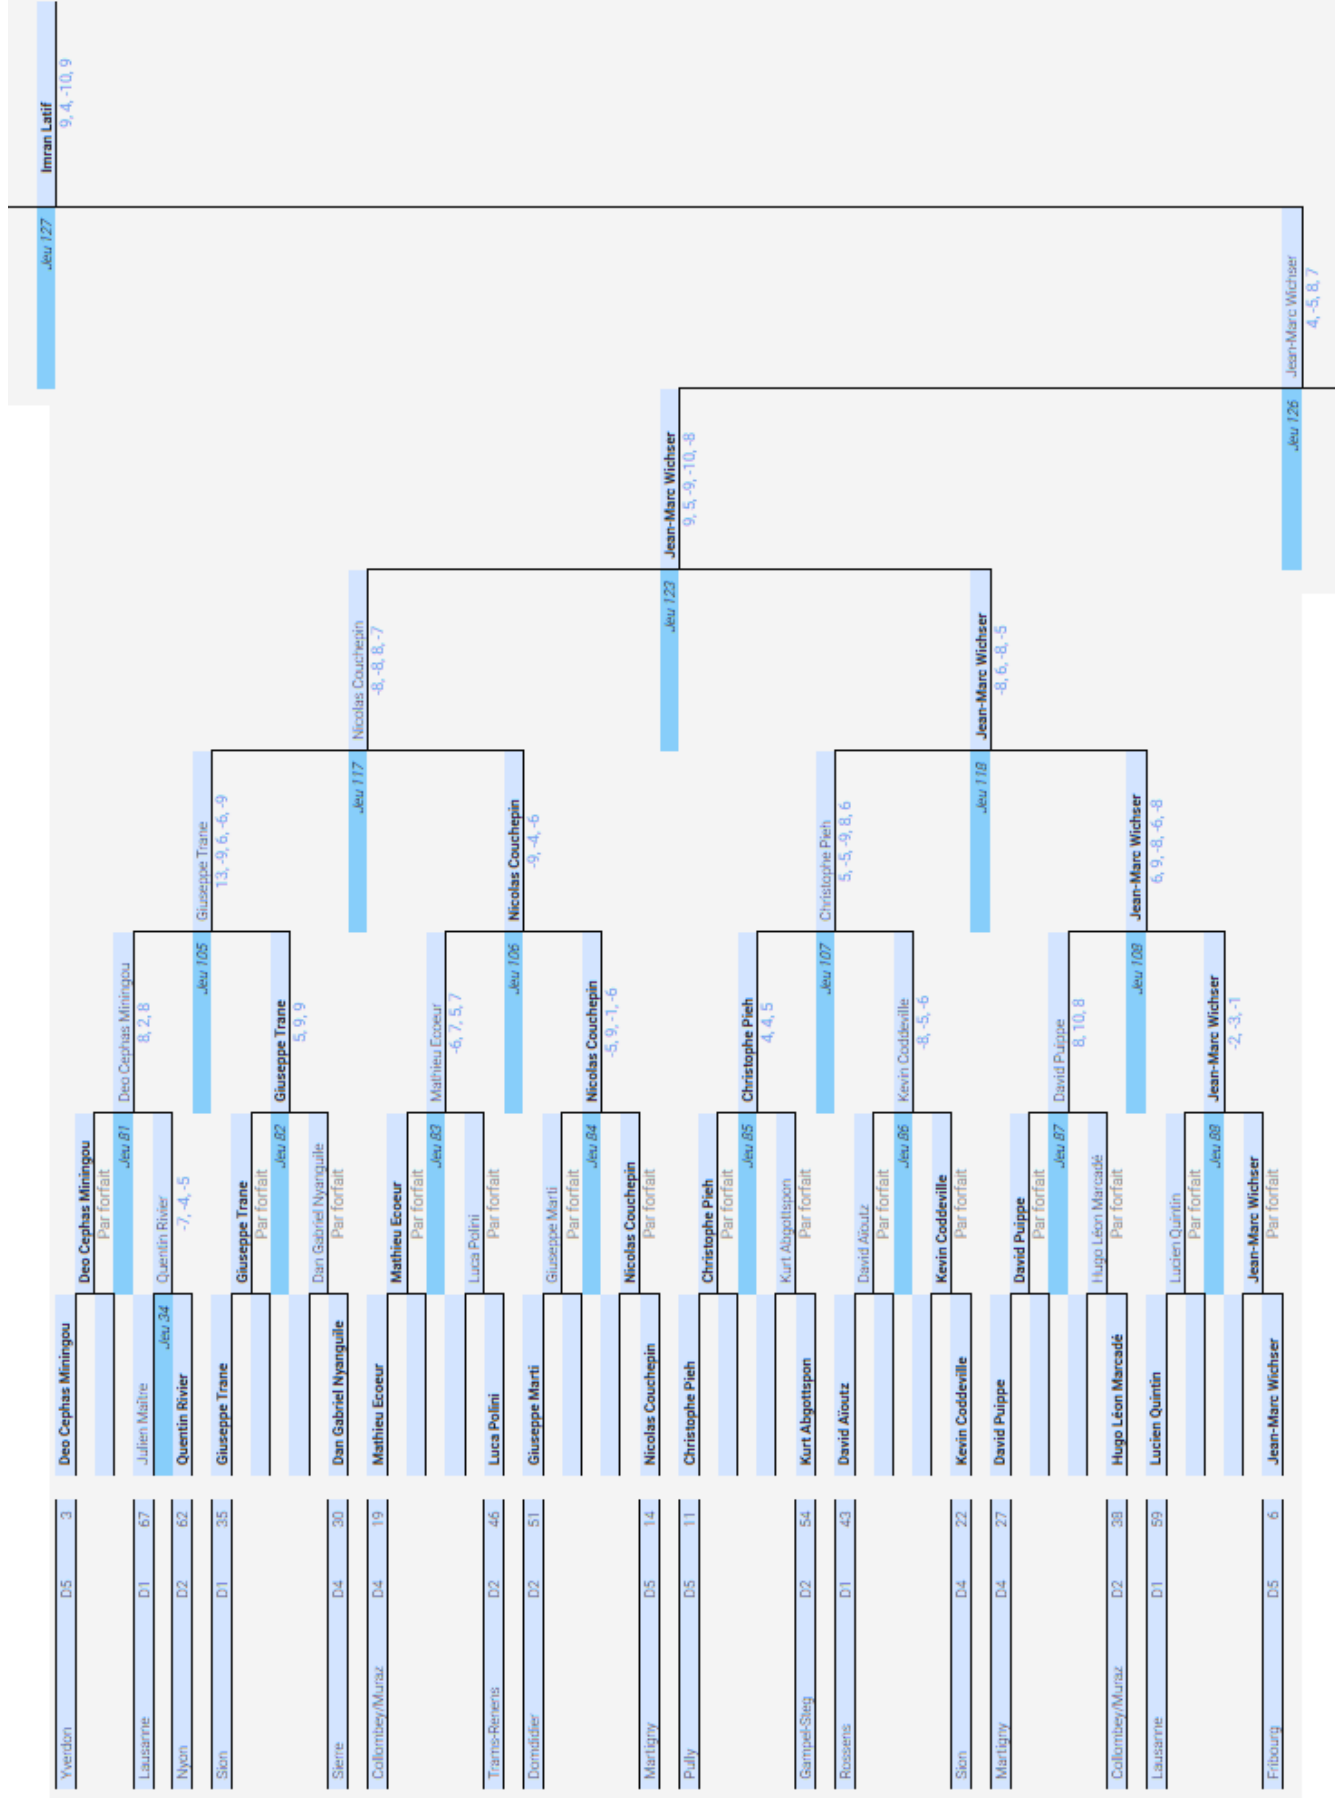 Yverdon D5 3 Deo Cephas Miningou
Deo Cephas Miningou
Par forfait
Jeu 81
Deo Cephas Miningou
8, 2, 8
Lausanne D1 67 Julien Maître
Jeu 34
Quentin Rivier
-7, -4, -5
Nyon D2 62 Quentin Rivier
Jeu 105
Giuseppe Trane
13, -9, 6, -6, -9
Sion D1 35 Giuseppe Trane
Giuseppe Trane
Par forfait
Jeu 82
Giuseppe Trane
5, 9, 9
Dan Gabriel Nyanguile
Par forfait
Sierre D4 30 Dan Gabriel Nyanguile
Jeu 117
Nicolas Couchepin
-8, -8, 8, -7
Collombey/Muraz D4 19 Mathieu Ecoeur
Mathieu Ecoeur
Par forfait
Jeu 83
Mathieu Ecoeur
-6, 7, 5, 7
Luca Polini
Par forfait
Trams-Renens D2 46 Luca Polini
Jeu 106
Nicolas Couchepin
-9, -4, -6
Domdidier D2 51 Giuseppe Marti
Giuseppe Marti
Par forfait
Jeu 84
Nicolas Couchepin
-5, 9, -1, -6
Nicolas Couchepin
Par forfait
Martigny D5 14 Nicolas Couchepin
Jeu 123
Jean-Marc Wichser
9, 5, -9, -10, -8
Pully D5 11 Christophe Pieh
Christophe Pieh
Par forfait
Jeu 85
Christophe Pieh
4, 4, 5
Kurt Abgottspon
Par forfait
Gampel-Steg D2 54 Kurt Abgottspon
Jeu 107
Christophe Pieh
5, -5, -9, 8, 6
Rossens D1 43 David Aïoutz
David Aïoutz
Par forfait
Jeu 86
Kevin Coddeville
-8, -5, -6
Kevin Coddeville
Par forfait
Sion D4 22 Kevin Coddeville
Jeu 118
Jean-Marc Wichser
-8, 6, -8, -5
Martigny D4 27 David Puippe
David Puippe
Par forfait
Jeu 87
David Puippe
8, 10, 8
Hugo Léon Marcadé
Par forfait
Collombey/Muraz D2 38 Hugo Léon Marcadé
Jeu 108
Jean-Marc Wichser
6, 9, -8, -6, -8
Lausanne D1 59 Lucien Quintin
Lucien Quintin
Par forfait
Jeu 88
Jean-Marc Wichser
-2, -3, -1
Jean-Marc Wichser
Par forfait
Fribourg D5 6 Jean-Marc Wichser
Jeu 126
Jean-Marc Wichser
4, -5, 8, 7
Jeu 127
Imran Latif
9, 4, -10, 9